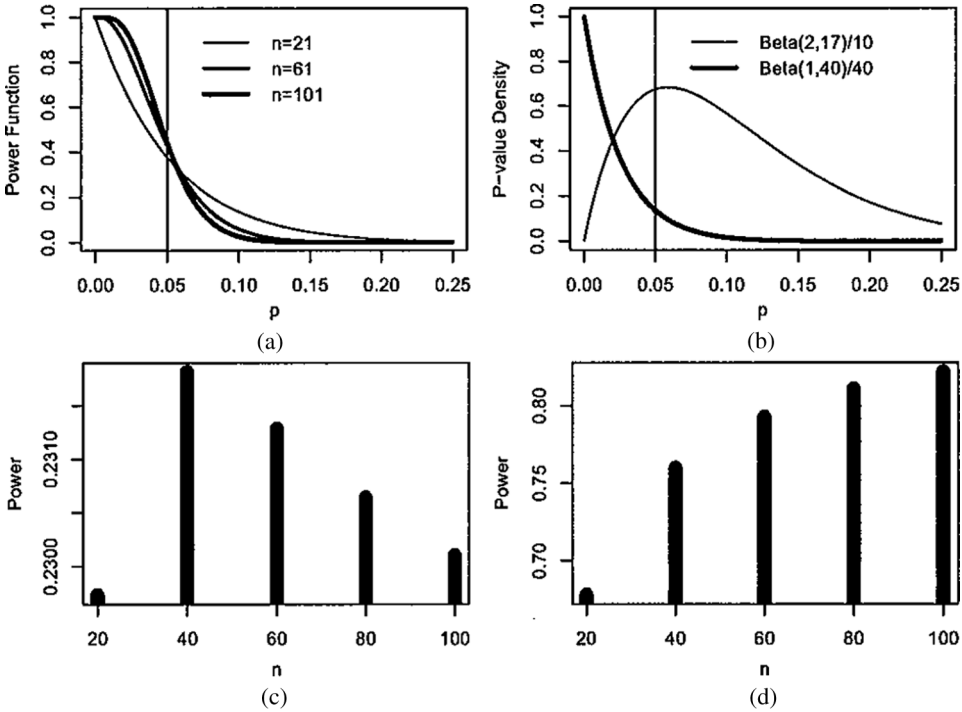 Power Function
1.0
0.8
0.6
0.4
0.2
0.0
n=21
n=61
n=101
0.00 0.05 0.10 0.15 0.20 0.25
p
(a)
P-value Density
1.0
0.8
0.6
0.4
0.2
0.0
Beta(2,17)/10
Beta(1,40)/40
0.00 0.05 0.10 0.15 0.20 0.25
p
(b)
Power
0.2310
0.2300
20 40 60 80 100
n
(c)
Power
0.80
0.75
0.70
20 40 60 80 100
n
(d)